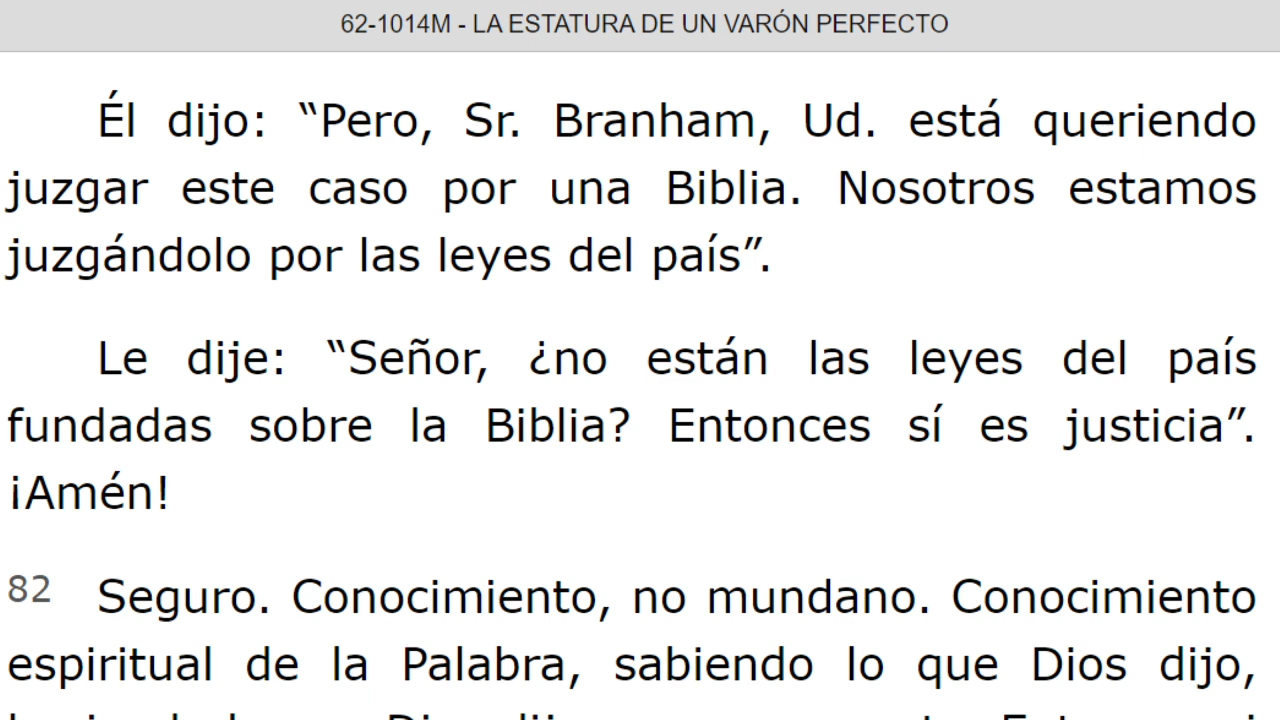 62-1014M - LA ESTATURA DE UN VARÓN PERFECTO
Él dijo: “Pero, Sr. Branham, Ud. está queriendo
juzgar este caso por una Biblia. Nosotros estamos
juzgándolo por las leyes del país”.
Le dije: “Señor, ¿no están las leyes del país
fundadas sobre la Biblia? Entonces sí es justicia”.
¡Amén!
82 Seguro. Conocimiento, no mundano. Conocimiento
espiritual de la Palabra, sabiendo lo que Dios dijo,